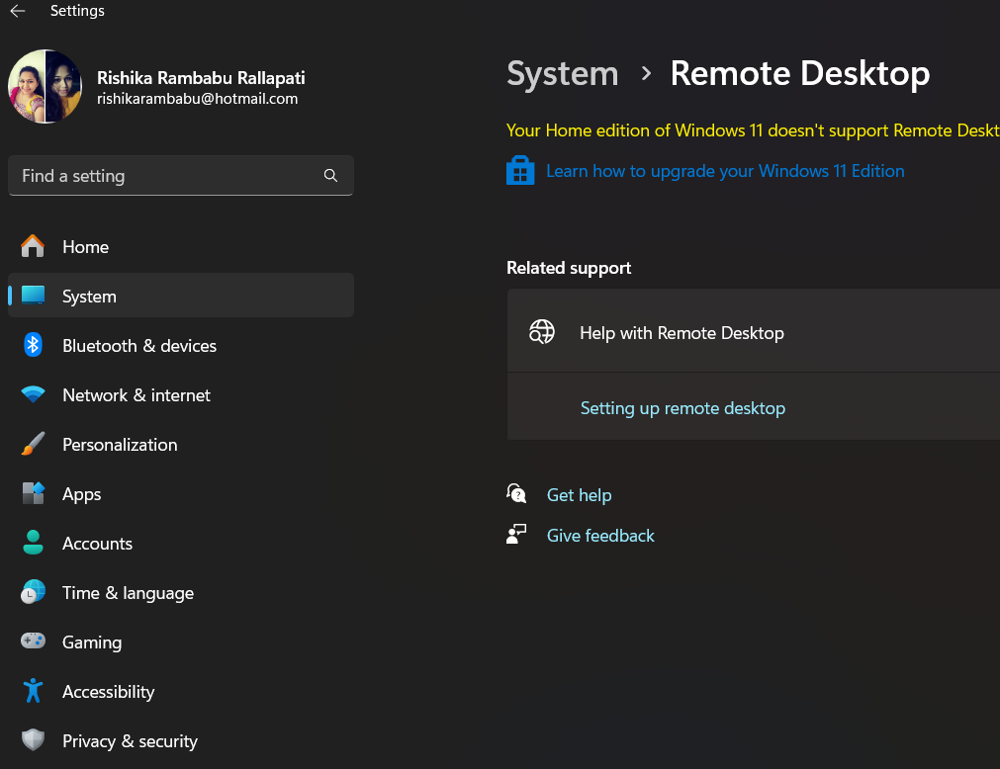 Settings
Rishika Rambabu Rallapati
rishikarambabu@hotmail.com
Find a setting
Home
System
Bluetooth & devices
Network & internet
Personalization
Apps
Accounts
Time & language
Gaming
Accessibility
Privacy & security
System > Remote Desktop
Your Home edition of Windows 11 doesn't support Remote Deskt
Learn how to upgrade your Windows 11 Edition
Related support
Help with Remote Desktop
Setting up remote desktop
Get help
Give feedback